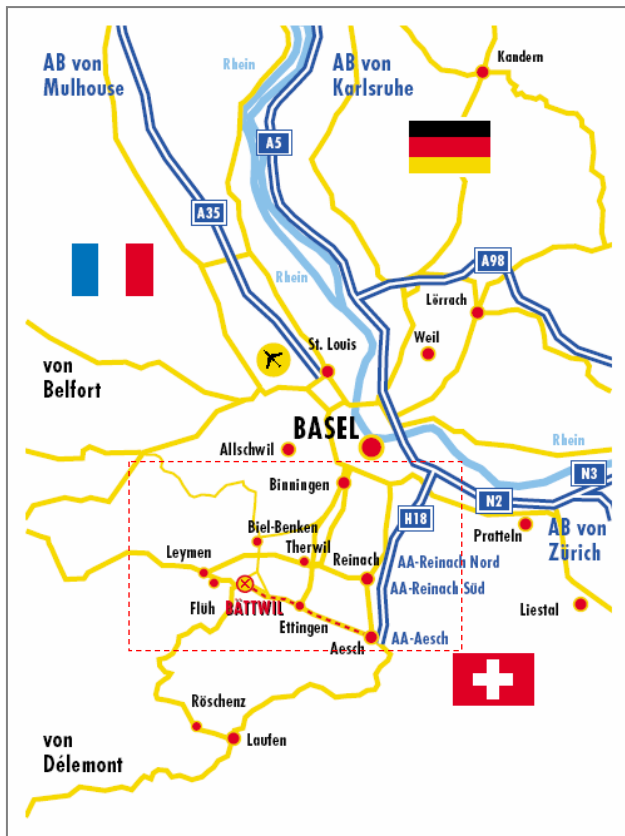 AB von
Mulhouse
Rhein
AB von
Karlsruhe
Kandern
A5
A35
Rhein
A98
Lörrach
St. Louis
Weil
von
Belfort
BASEL
Allschwil
Rhein
Binningen
N3
N2
H18
Biel-Benken
Pratteln
AB von
Zürich
Therwil
Leymen
Reinach
AA-Reinach Nord
AA-Reinach Süd
Flüh
BÄTTWIL
Liestal
Ettingen
Aesch
AA-Aesch
Röschenz
von
Délemont
Laufen